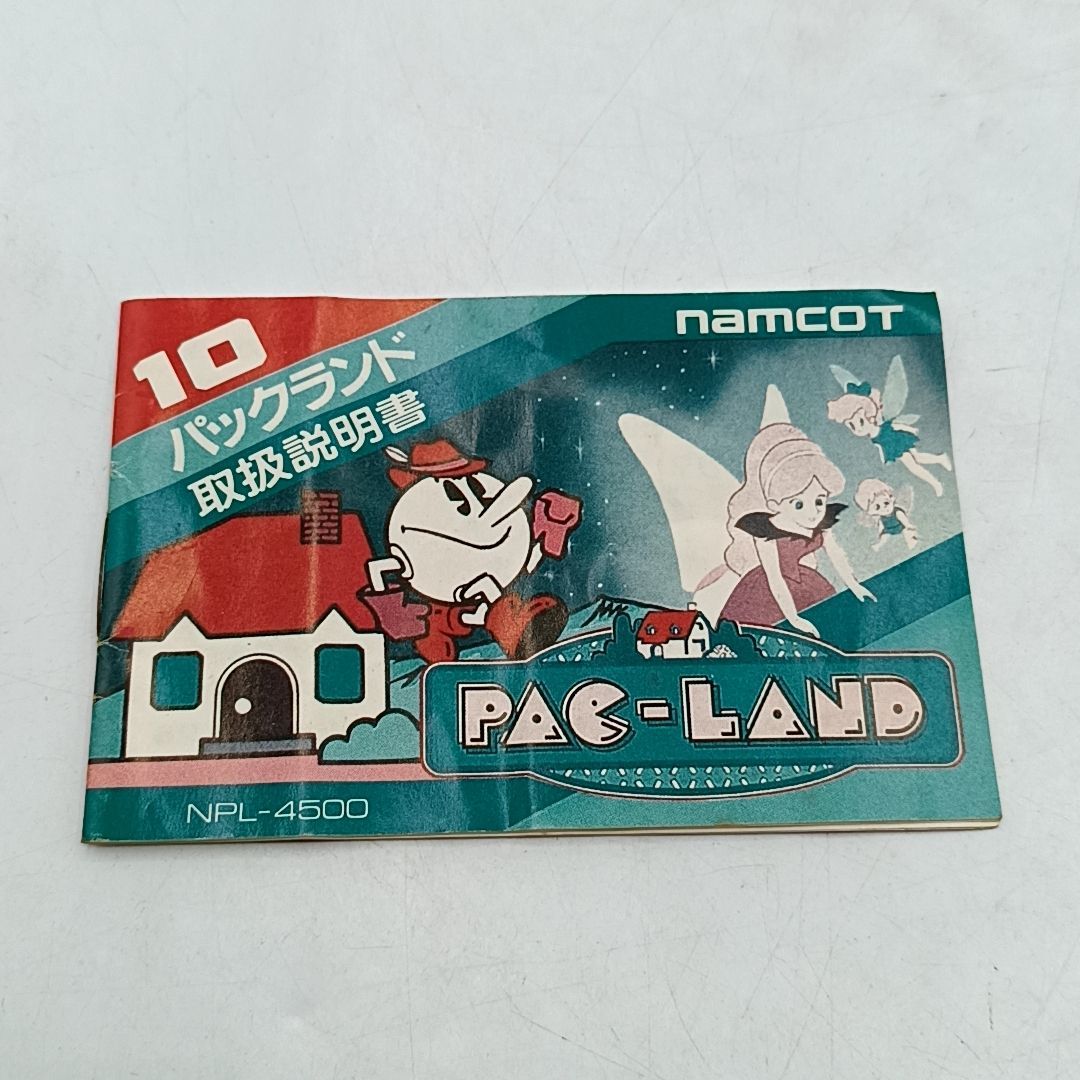 10
パックランド
取扱説明書
namcoT
PAC-LAND
NPL-4500